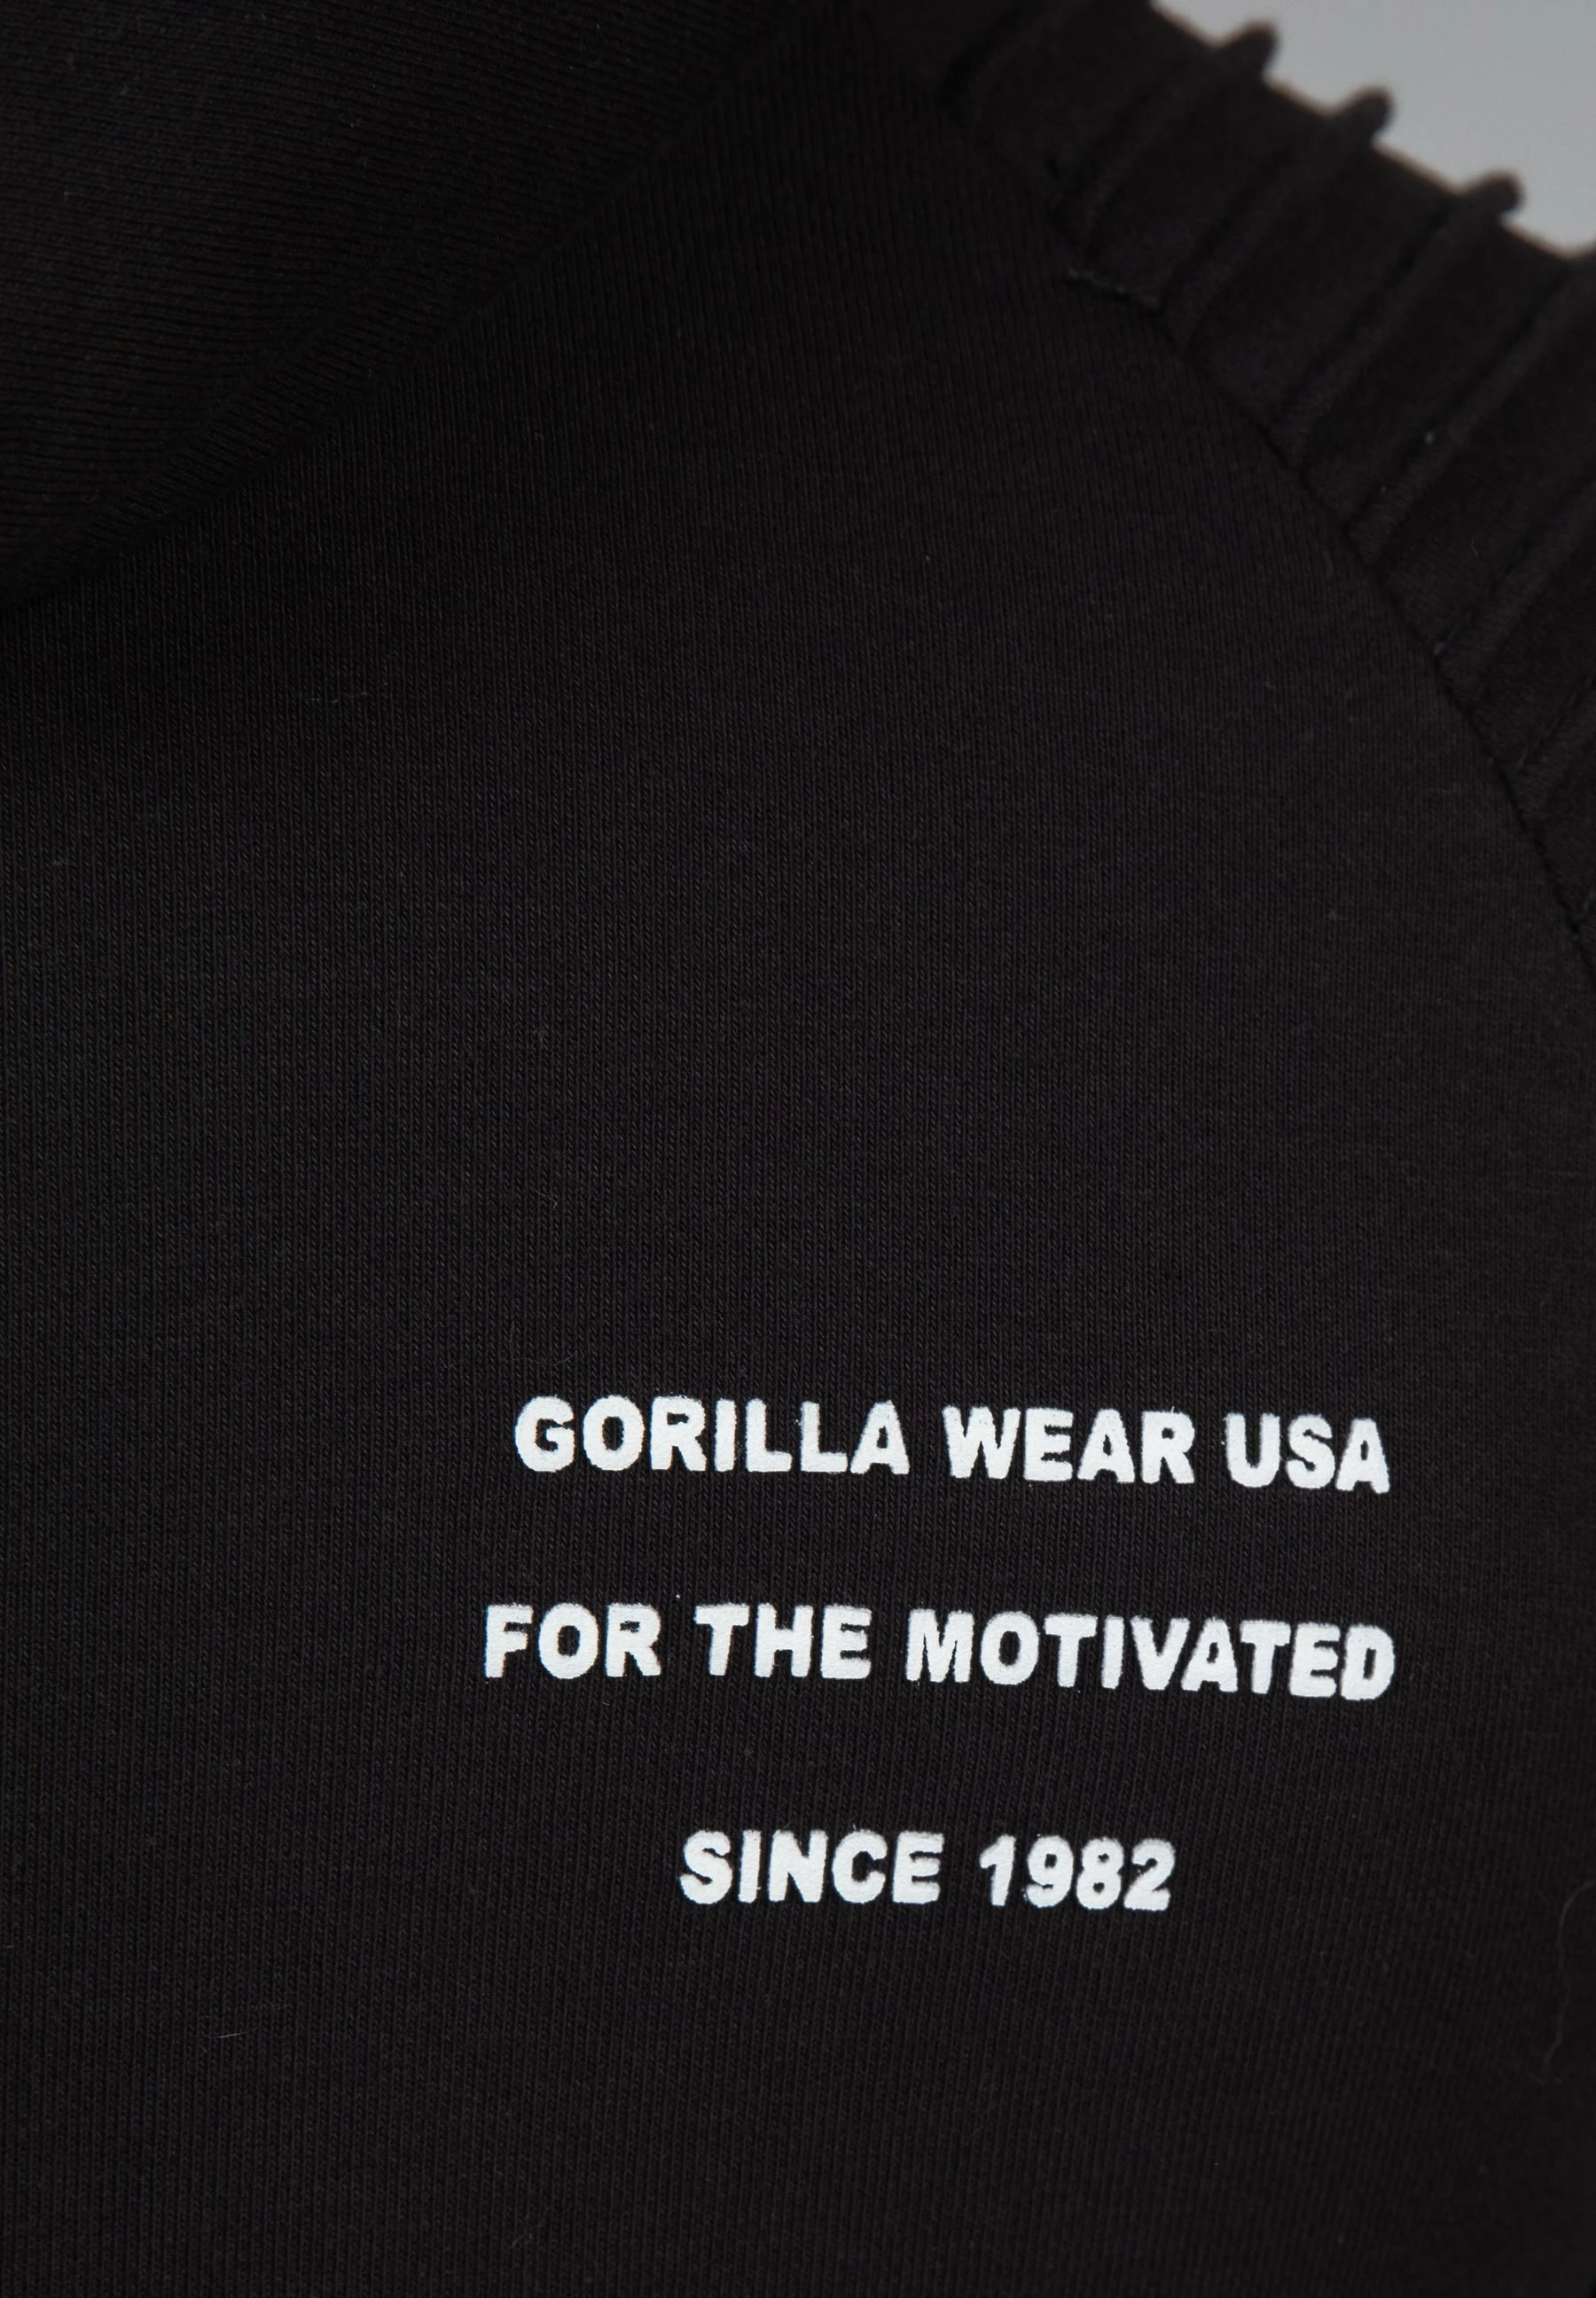 GORILLA WEAR USA
FOR THE MOTIVATED
SINCE 1982